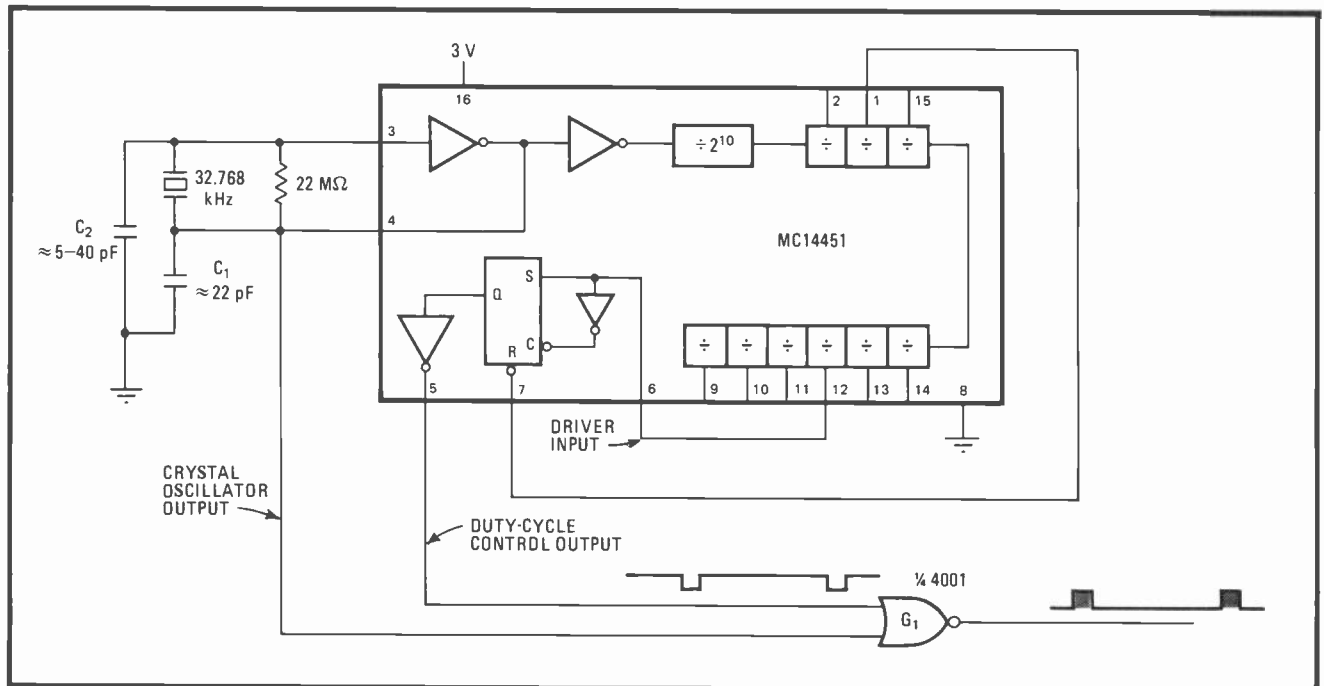 3 V
16
2
1
15
3
÷ 2¹⁰
÷
÷
÷
32.768
kHz
22 MΩ
4
MC14451
C₂
≈ 5–40 pF
C₁
≈ 22 pF
S
Q
C
R
÷
÷
÷
÷
÷
÷
5
7
6
9
10
11
12
13
14
8
DRIVER
INPUT
CRYSTAL
OSCILLATOR
OUTPUT
DUTY-CYCLE
CONTROL OUTPUT
¼ 4001
G₁